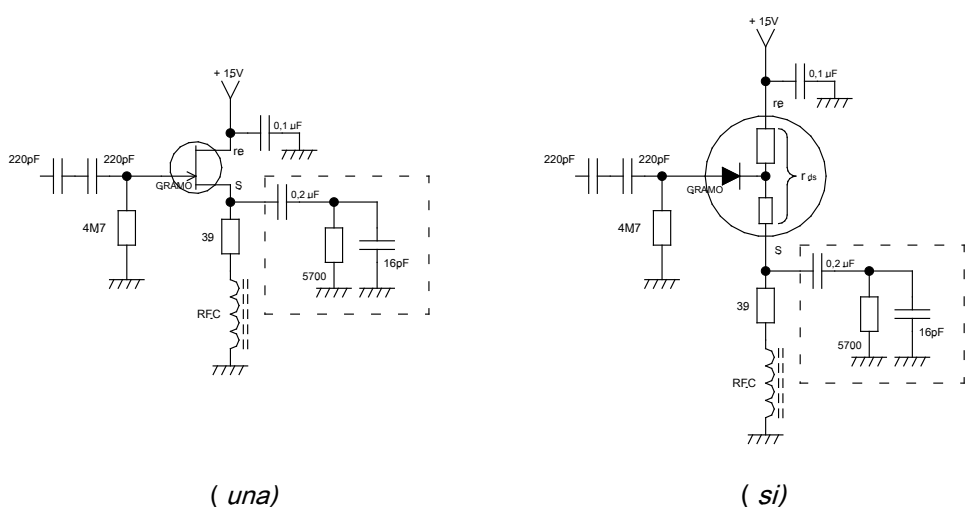 + 15V
0,1 µF
re
220pF
220pF
GRAMO
S
4M7
0,2 µF
39
5700
16pF
RFC
( una)
+ 15V
0,1 µF
re
220pF
220pF
GRAMO
r ds
4M7
S
0,2 µF
39
5700
16pF
RFC
( si)